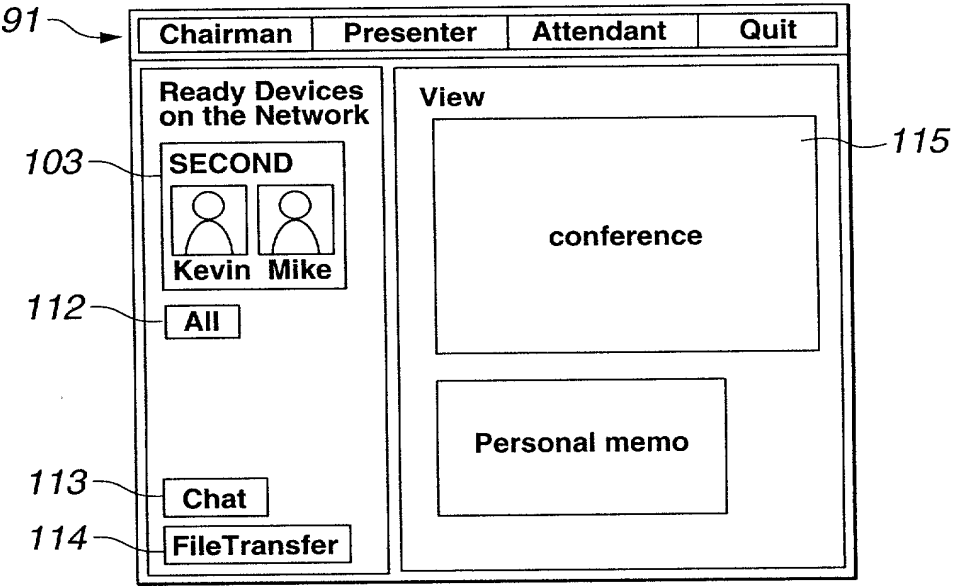 91
Chairman Presenter Attendant Quit
Ready Devices
on the Network
103
SECOND
Kevin Mike
112
All
113
Chat
114
FileTransfer
View
115
conference
Personal memo